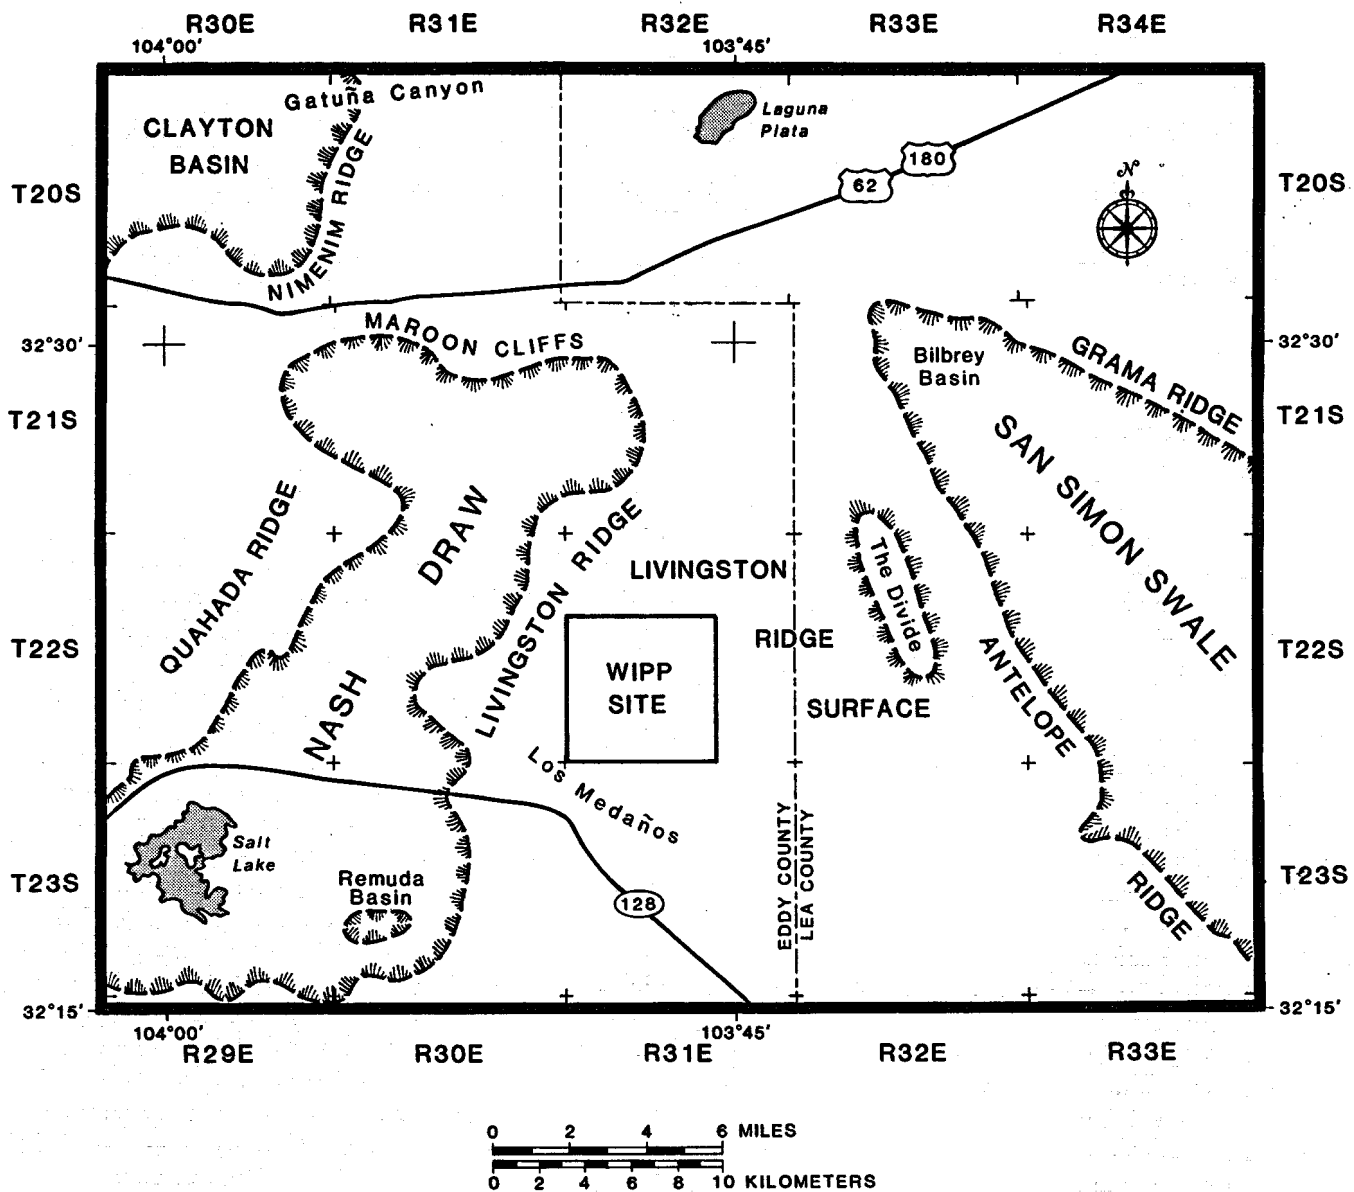 R30E R31E R32E R33E R34E
104°00' 103°45'
Gatuña Canyon
CLAYTON
BASIN
NIMENIM RIDGE
Laguna
Plata
180
62
N
T20S T20S
MAROON CLIFFS
32°30' 32°30'
Bilbrey
Basin
GRAMA RIDGE
T21S T21S
SAN SIMON SWALE
QUAHADA RIDGE
NASH DRAW
LIVINGSTON RIDGE
LIVINGSTON
RIDGE
SURFACE
The Divide
T22S T22S
WIPP
SITE
ANTELOPE
RIDGE
Los Medaños
Salt
Lake
EDDY COUNTY
LEA COUNTY
T23S T23S
Remuda
Basin
128
32°15' 32°15'
104°00' 103°45'
R29E R30E R31E R32E R33E
0 2 4 6 MILES
0 2 4 6 8 10 KILOMETERS